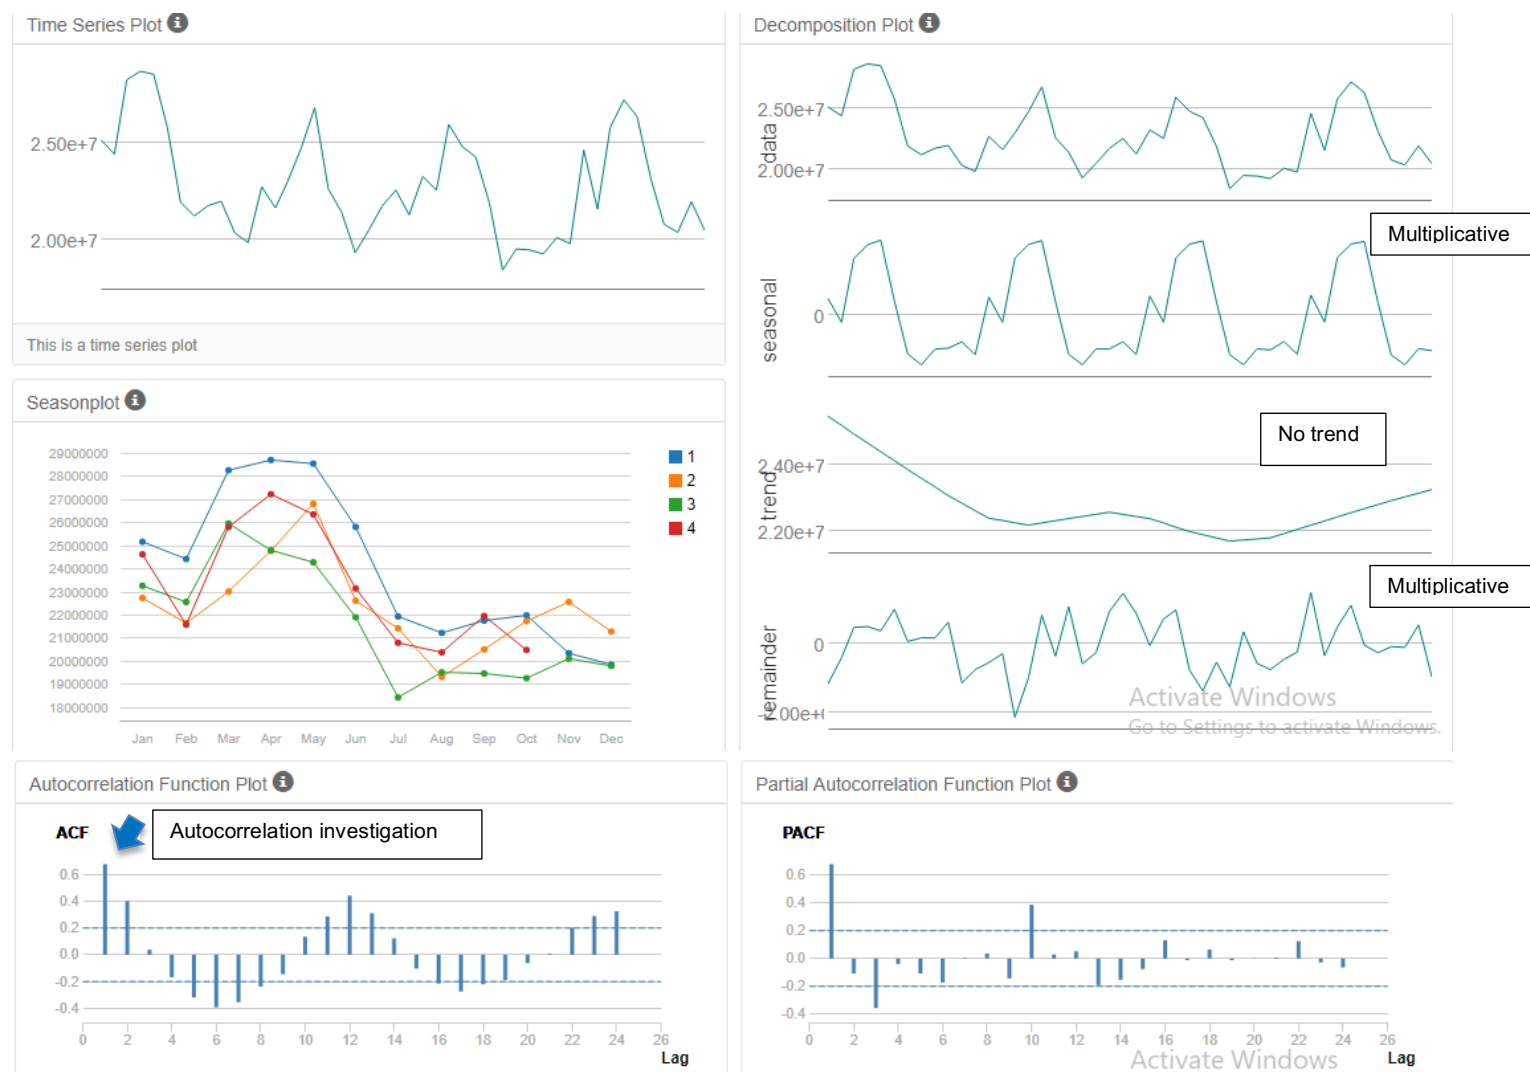 Time Series Plot
2.50e+7
2.00e+7
This is a time series plot
Decomposition Plot
2.50e+7
data
2.00e+7
Multiplicative
seasonal
0
No trend
2.40e+7
trend
2.20e+7
Multiplicative
0
remainder
Activate Windows
Go to Settings to activate Windows.
Seasonplot
29000000
28000000
27000000
26000000
25000000
24000000
23000000
22000000
21000000
20000000
19000000
18000000
Jan Feb Mar Apr May Jun Jul Aug Sep Oct Nov Dec
1
2
3
4
Autocorrelation Function Plot
ACF
Autocorrelation investigation
0.6
0.4
0.2
0.0
-0.2
-0.4
0 2 4 6 8 10 12 14 16 18 20 22 24 26
Lag
Partial Autocorrelation Function Plot
PACF
0.6
0.4
0.2
0.0
-0.2
-0.4
0 2 4 6 8 10 12 14 16 18 20 22 24 26
Activate Windows
Lag